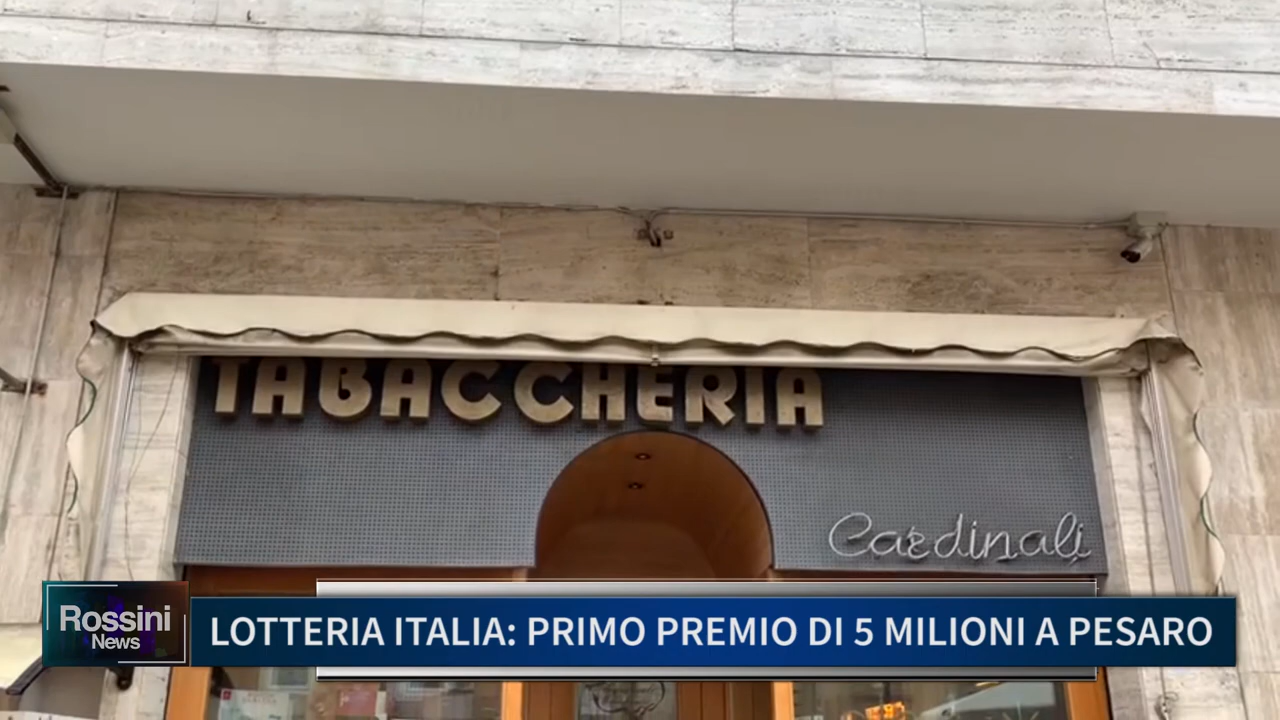 TABACCHERIA
Cardinali
Rossini
News
LOTTERIA ITALIA: PRIMO PREMIO DI 5 MILIONI A PESARO